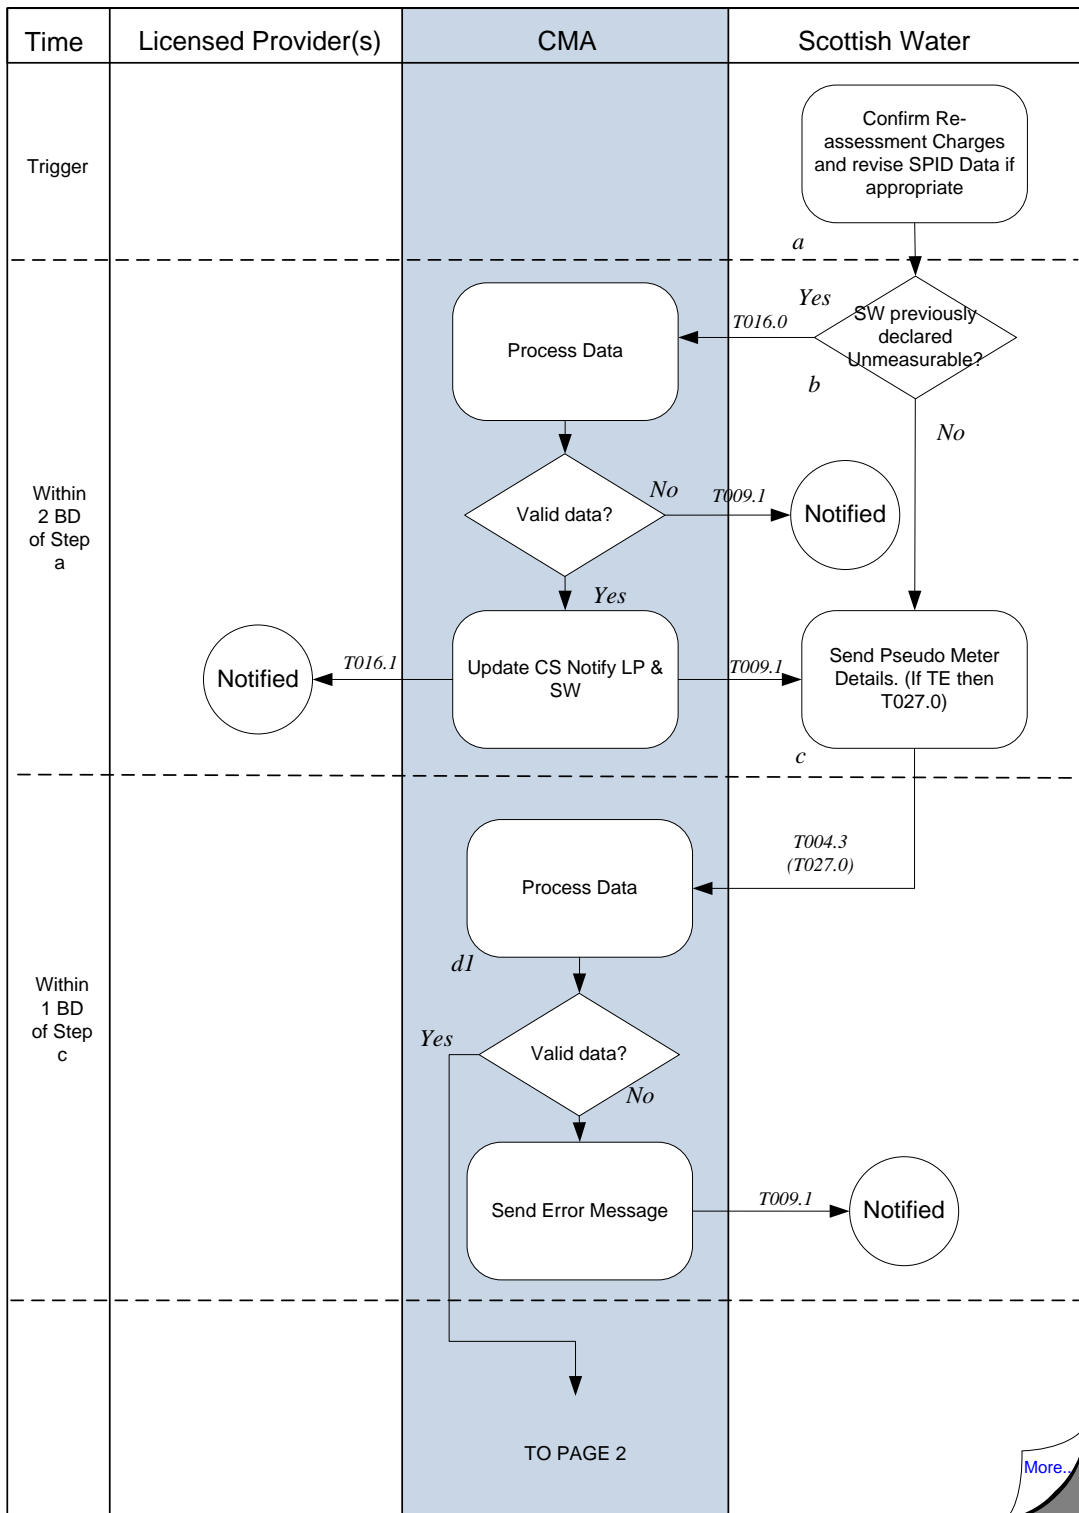 Time
Licensed Provider(s)
CMA
Scottish Water
Trigger
Confirm Re-
assessment Charges
and revise SPID Data if
appropriate
a
Yes
T016.0
SW previously
declared
Unmeasurable?
b
Process Data
No
Within
2 BD
of Step
a
Valid data?
No
T009.1
Notified
Yes
Notified
T016.1
Update CS Notify LP &
SW
T009.1
Send Pseudo Meter
Details. (If TE then
T027.0)
c
T004.3
(T027.0)
Process Data
d1
Within
1 BD
of Step
c
Yes
Valid data?
No
Send Error Message
T009.1
Notified
TO PAGE 2
More..